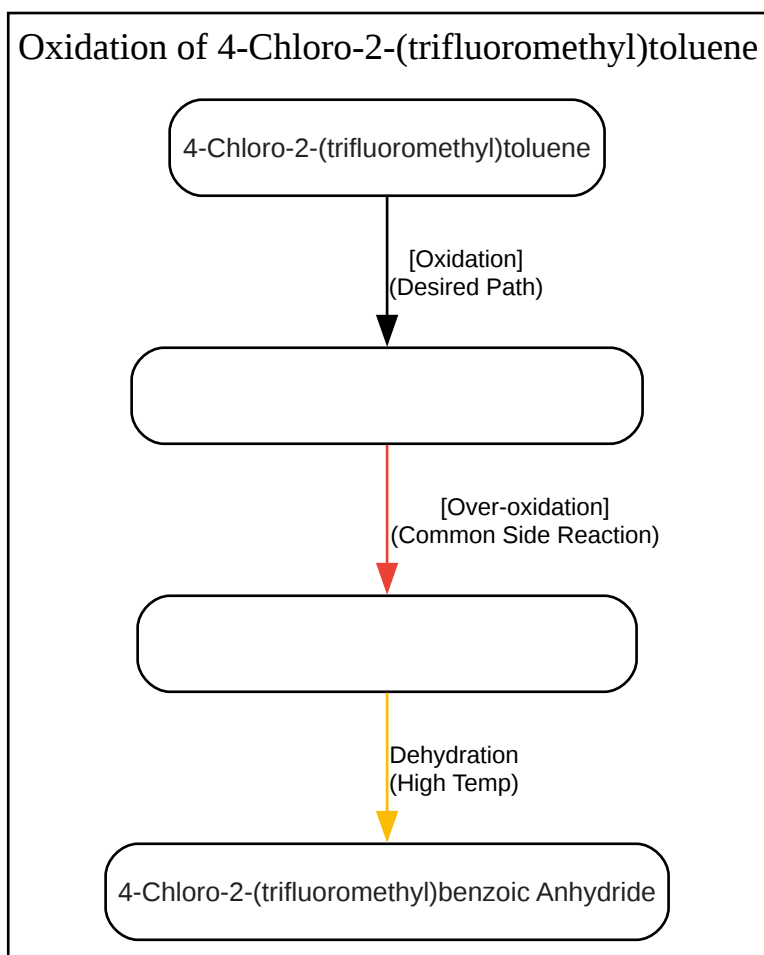 Oxidation of 4-Chloro-2-(trifluoromethyl)toluene
4-Chloro-2-(trifluoromethyl)toluene
[Oxidation]
(Desired Path)
[Over-oxidation]
(Common Side Reaction)
Dehydration
(High Temp)
4-Chloro-2-(trifluoromethyl)benzoic Anhydride